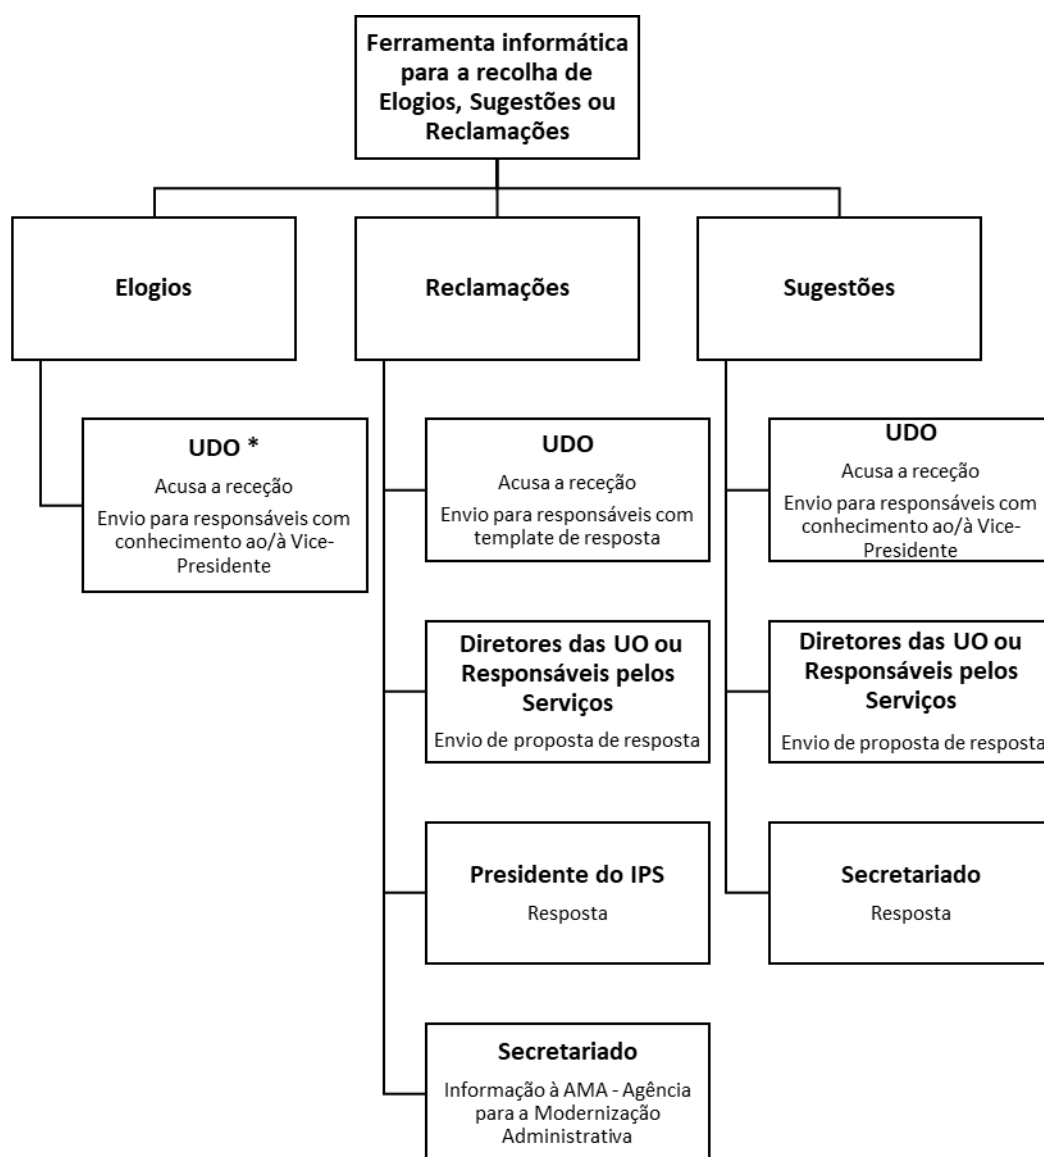 Ferramenta informática
para a recolha de
Elogios, Sugestões ou
Reclamações
Elogios
Reclamações
Sugestões
UDO *
Acusa a receção
Envio para responsáveis com
conhecimento ao/à Vice-
Presidente
UDO
Acusa a receção
Envio para responsáveis com
template de resposta
UDO
Acusa a receção
Envio para responsáveis com
conhecimento ao/à Vice-
Presidente
Diretores das UO ou
Responsáveis pelos
Serviços
Envio de proposta de resposta
Diretores das UO ou
Responsáveis pelos
Serviços
Envio de proposta de resposta
Presidente do IPS
Resposta
Secretariado
Resposta
Secretariado
Informação à AMA - Agência
para a Modernização
Administrativa